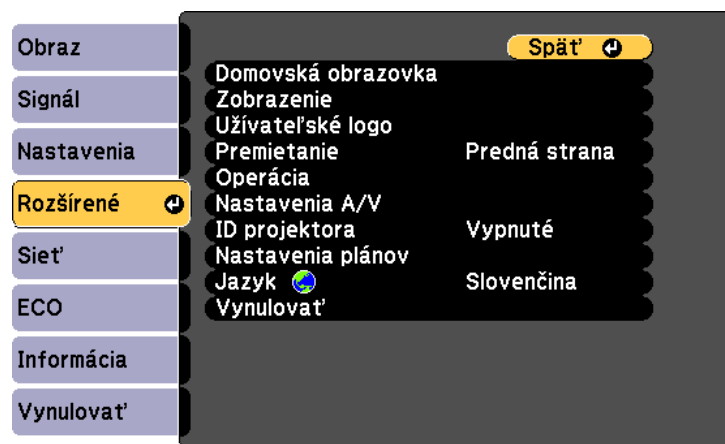 Obraz
Signál
Nastavenia
Rozšírené
Sieť
ECO
Informácia
Vynulovať
Späť
Domovská obrazovka
Zobrazenie
Užívateľské logo
Premietanie Predná strana
Operácia
Nastavenia A/V
ID projektora Vypnuté
Nastavenia plánov
Jazyk Slovenčina
Vynulovať